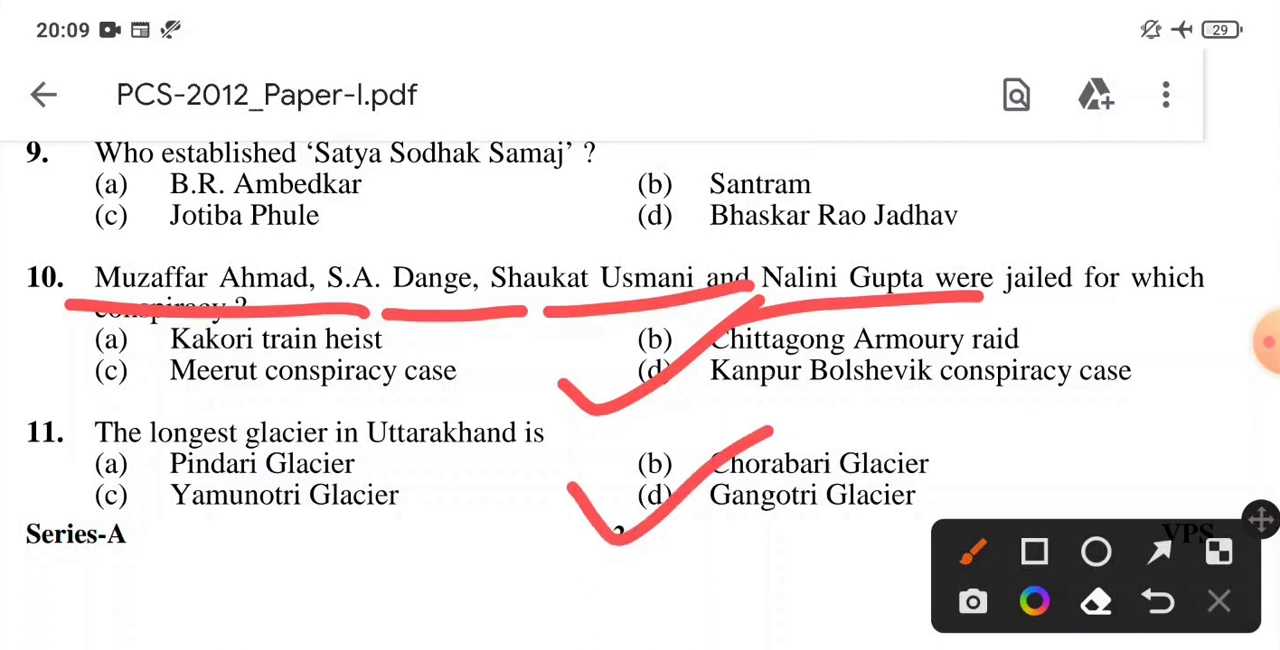 20:09 29
PCS-2012_Paper-I.pdf
9. Who established ‘Satya Sodhak Samaj’ ?
(a) B.R. Ambedkar (b) Santram
(c) Jotiba Phule (d) Bhaskar Rao Jadhav
10. Muzaffar Ahmad, S.A. Dange, Shaukat Usmani and Nalini Gupta were jailed for which
conspiracy ?
(a) Kakori train heist (b) Chittagong Armoury raid
(c) Meerut conspiracy case (d) Kanpur Bolshevik conspiracy case
11. The longest glacier in Uttarakhand is
(a) Pindari Glacier (b) Chorabari Glacier
(c) Yamunotri Glacier (d) Gangotri Glacier
Series-A VPS